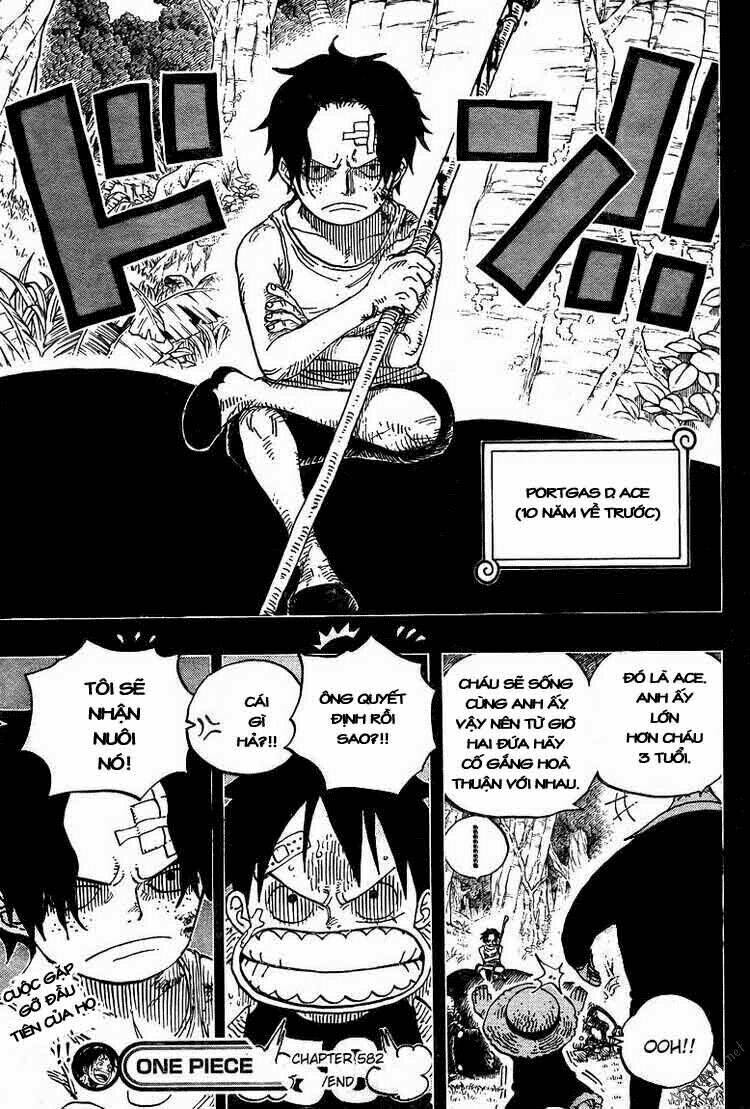 ドン!!
PORTGAS D. ACE
(10 NĂM VỀ TRƯỚC)
ĐÓ LÀ ACE.
ANH ẤY
LỚN
HƠN CHÁU
3 TUỔI.
CHÁU SẼ SỐNG
CÙNG ANH ẤY
VẬY NÊN TỪ GIỜ
HAI ĐỨA HÃY
CỐ GẮNG HOÀ
THUẬN VỚI NHAU.
OOH!!
ÔNG QUYẾT
ĐỊNH RỒI
SAO?!!
CÁI
GÌ
HẢ?!!
TÔI SẼ
NHẬN
NUÔI
NÓ!
CUỘC GẶP
GỠ ĐẦU
TIÊN CỦA HỌ
ONE PIECE
CHAPTER 582
/END